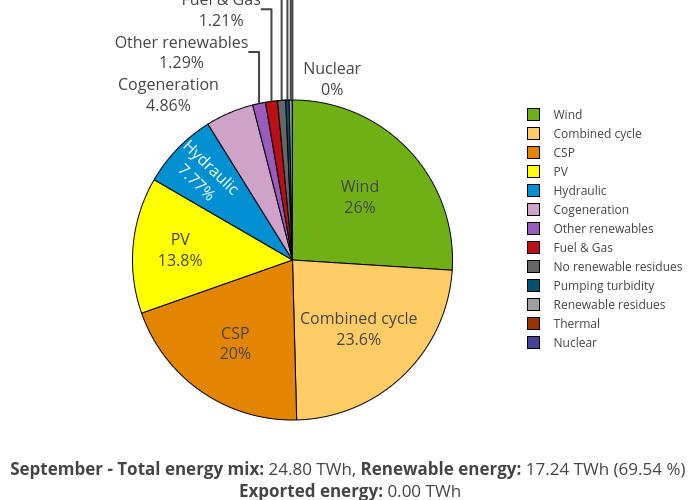 Fuel & Gas
1.21%
Other renewables
1.29%
Nuclear
0%
Cogeneration
4.86%
Hydraulic
7.77%
Wind
26%
PV
13.8%
Combined cycle
23.6%
CSP
20%
Wind
Combined cycle
CSP
PV
Hydraulic
Cogeneration
Other renewables
Fuel & Gas
No renewable residues
Pumping turbidity
Renewable residues
Thermal
Nuclear
September - Total energy mix: 24.80 TWh, Renewable energy: 17.24 TWh (69.54 %)
Exported energy: 0.00 TWh